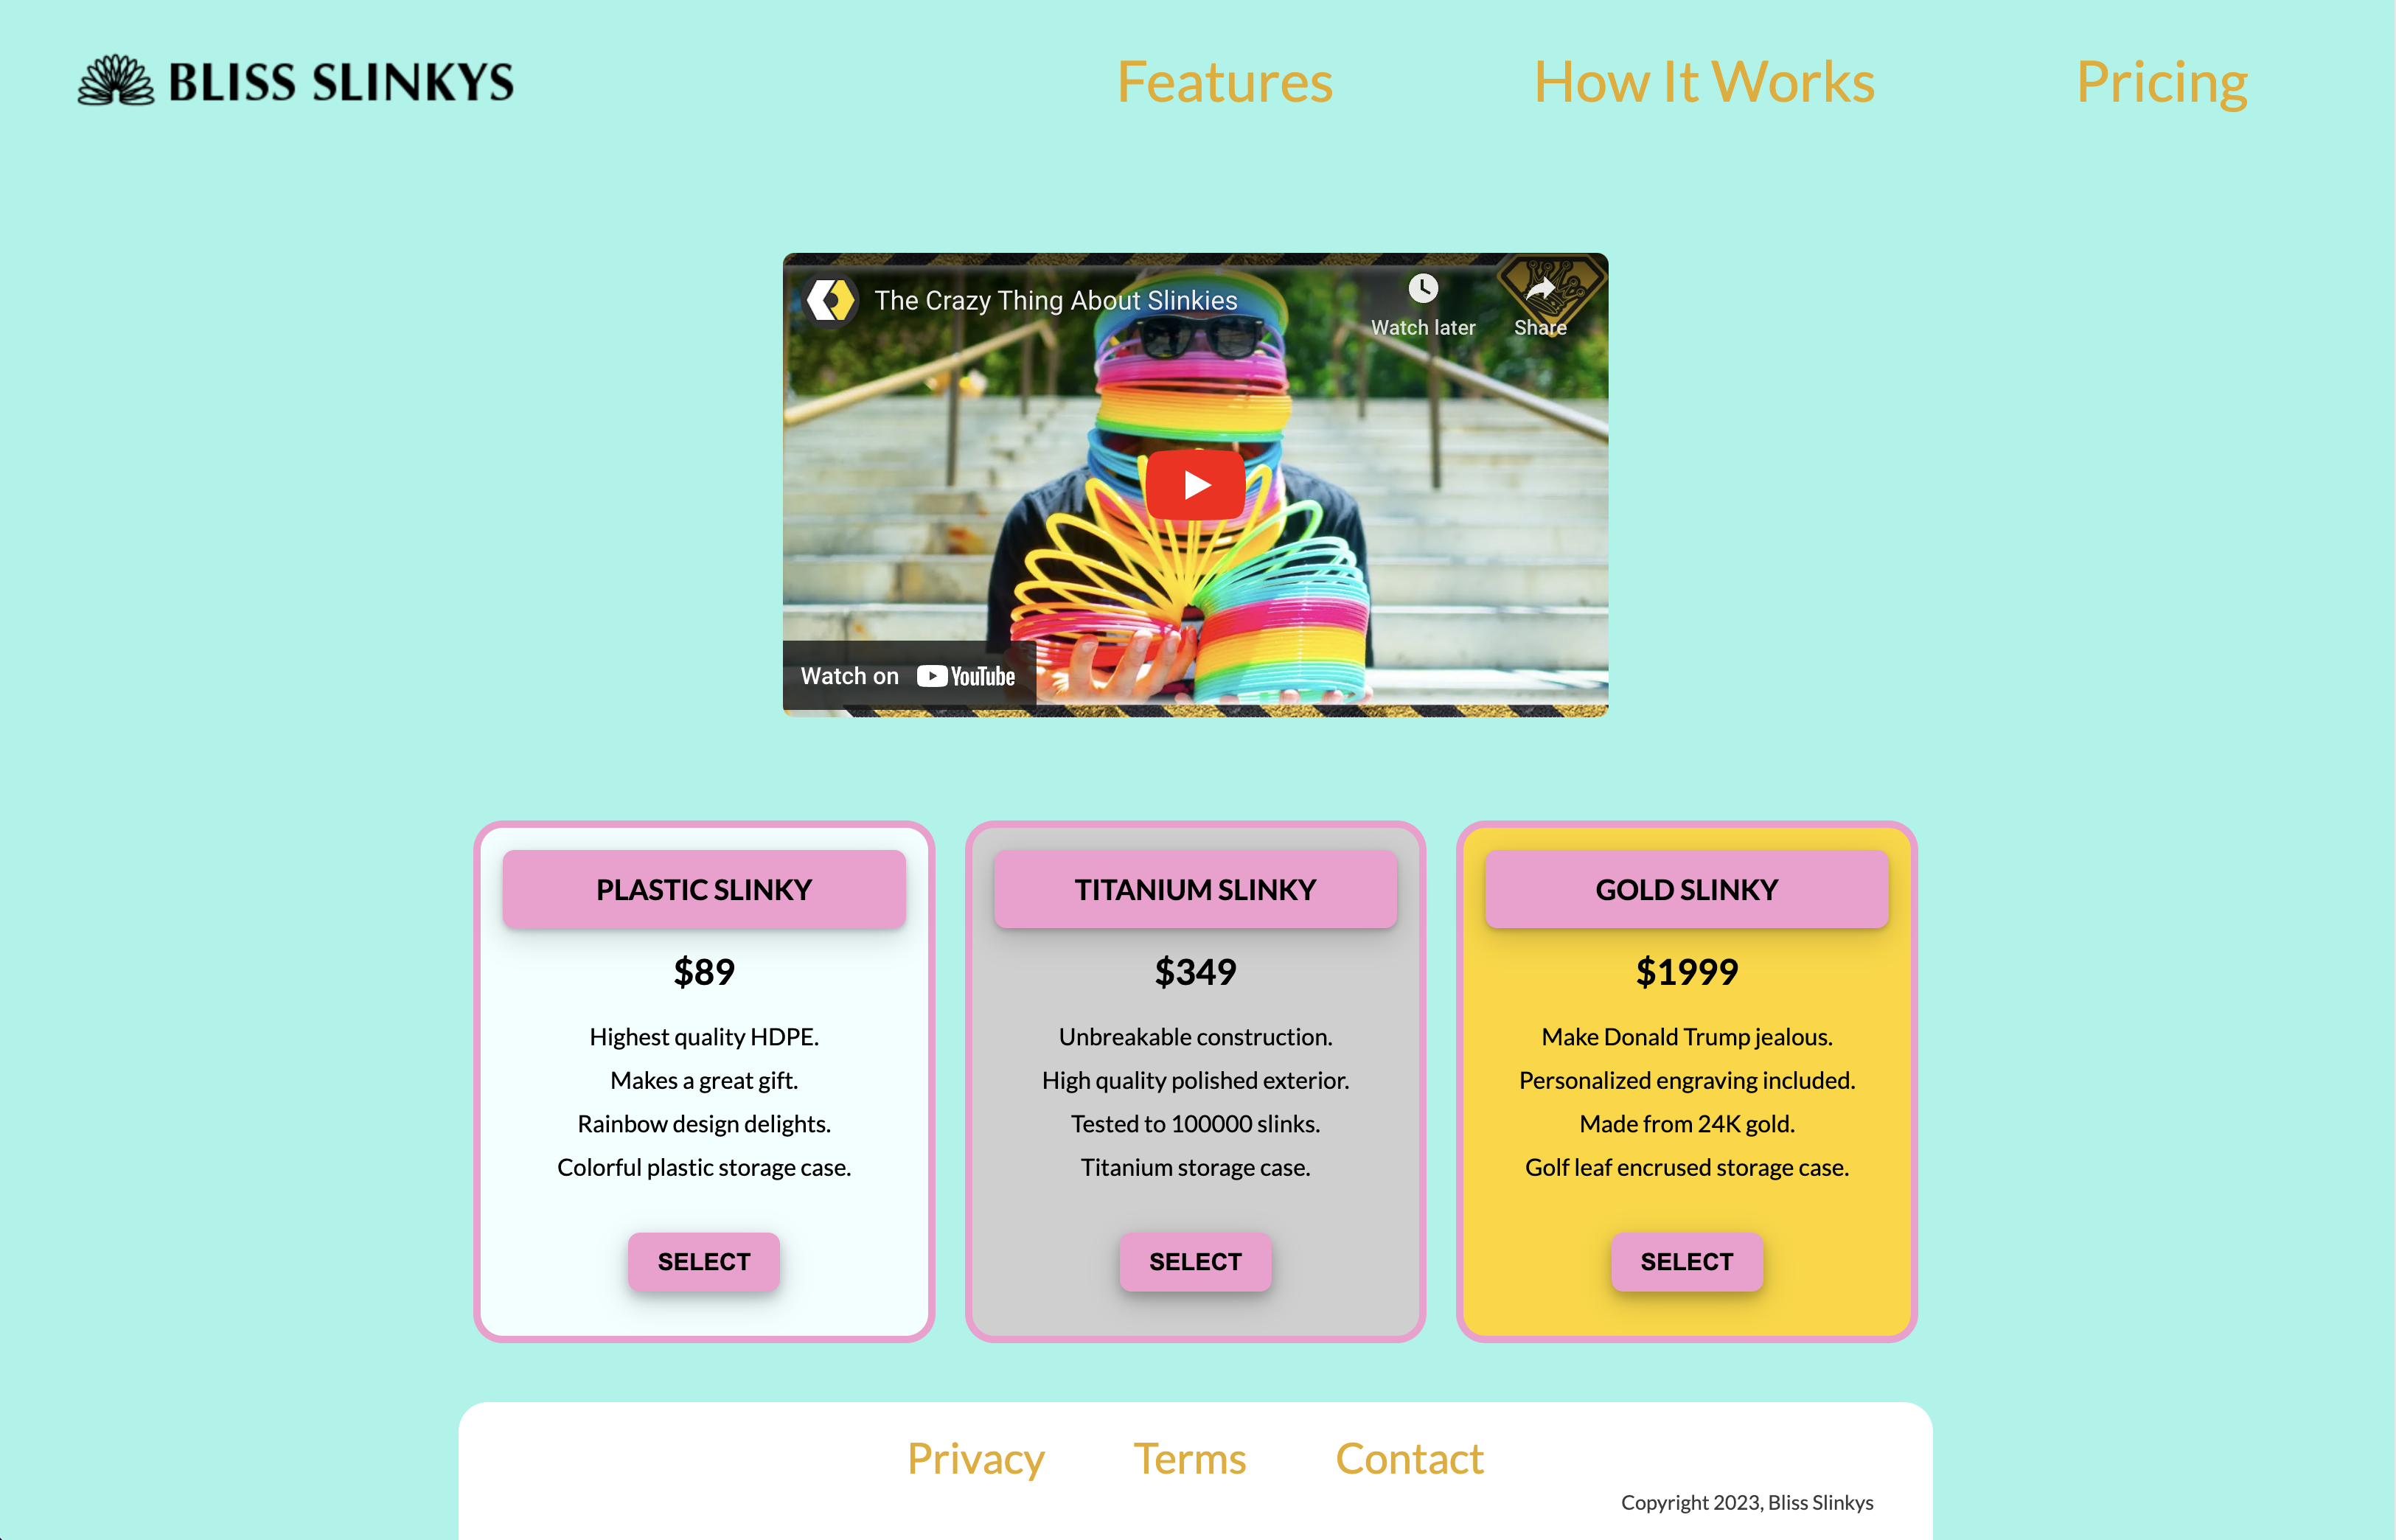 BLISS SLINKYS
Features
How It Works
Pricing
The Crazy Thing About Slinkies
Watch later
Share
Watch on YouTube
PLASTIC SLINKY
$89
Highest quality HDPE.
Makes a great gift.
Rainbow design delights.
Colorful plastic storage case.
SELECT
TITANIUM SLINKY
$349
Unbreakable construction.
High quality polished exterior.
Tested to 100000 slinks.
Titanium storage case.
SELECT
GOLD SLINKY
$1999
Make Donald Trump jealous.
Personalized engraving included.
Made from 24K gold.
Golf leaf encrused storage case.
SELECT
Privacy
Terms
Contact
Copyright 2023, Bliss Slinkys